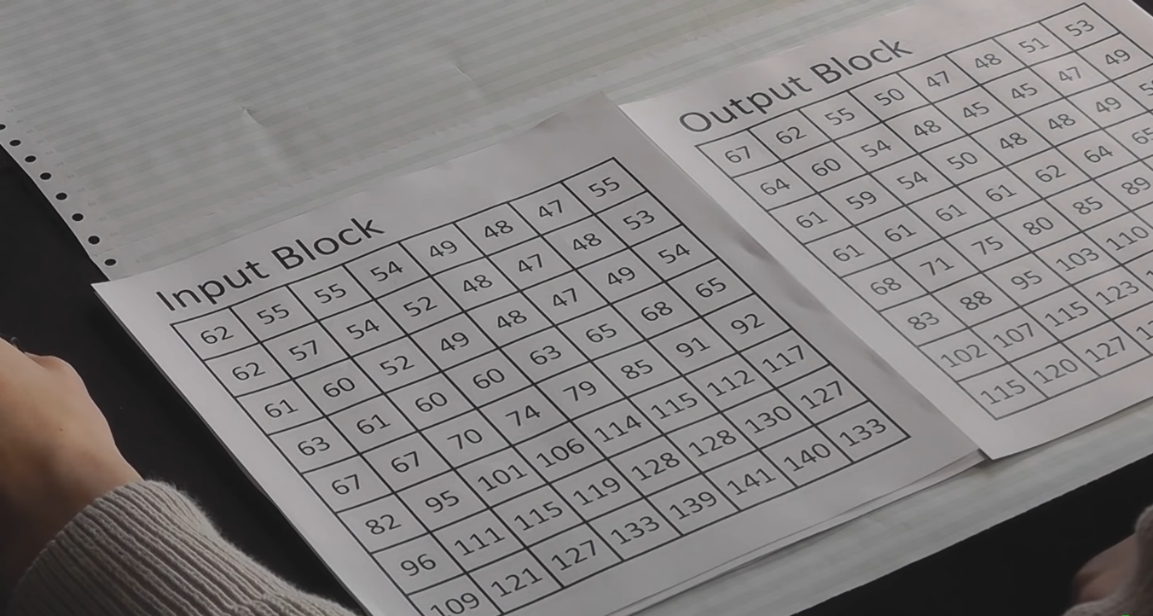 Input Block
62 55 55 54 49 48 47 55
62 57 54 52 48 47 48 53
61 60 52 49 48 47 49 54
63 61 60 60 63 65 68 65
67 67 70 74 79 85 91 92
82 95 101 106 114 115 112 117
96 111 115 119 128 128 130 127
109 121 127 133 139 141 140 133
Output Block
67 62 55 50 47 48 51 53
64 60 54 48 45 45 47 49
61 59 54 50 48 48 49
61 61 61 61 62 64 65
68 71 75 80 85 89
83 88 95 103 110
102 107 115 123
115 120 127